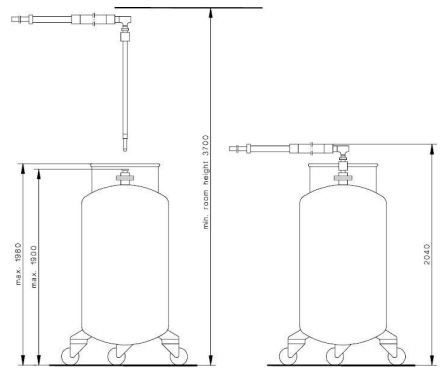 max. 1980
max. 1900
min. room height 3700
2040